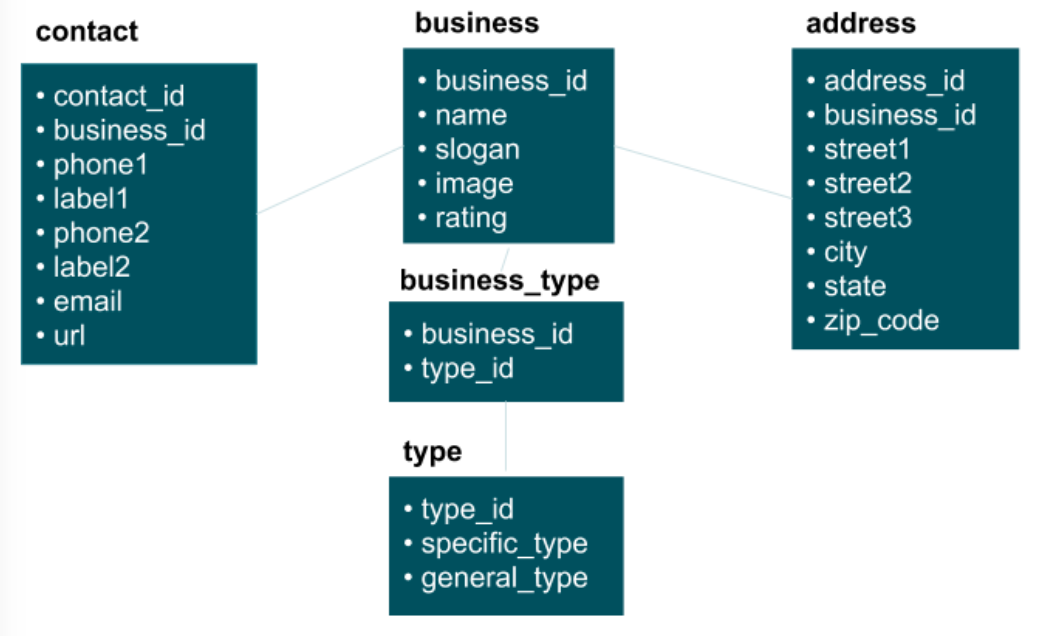 contact
• contact_id
• business_id
• phone1
• label1
• phone2
• label2
• email
• url
business
• business_id
• name
• slogan
• image
• rating
business_type
• business_id
• type_id
type
• type_id
• specific_type
• general_type
address
• address_id
• business_id
• street1
• street2
• street3
• city
• state
• zip_code